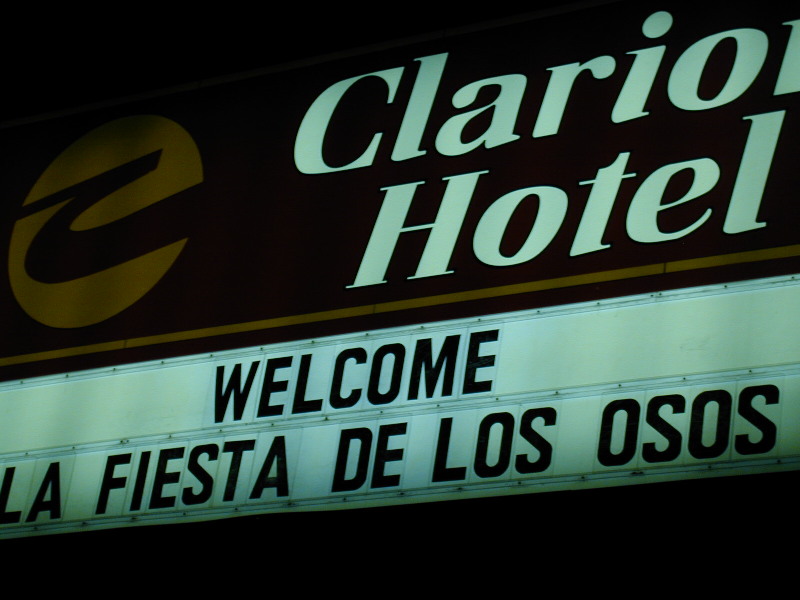 Clarion
Hotel
WELCOME
LA FIESTA DE LOS OSOS